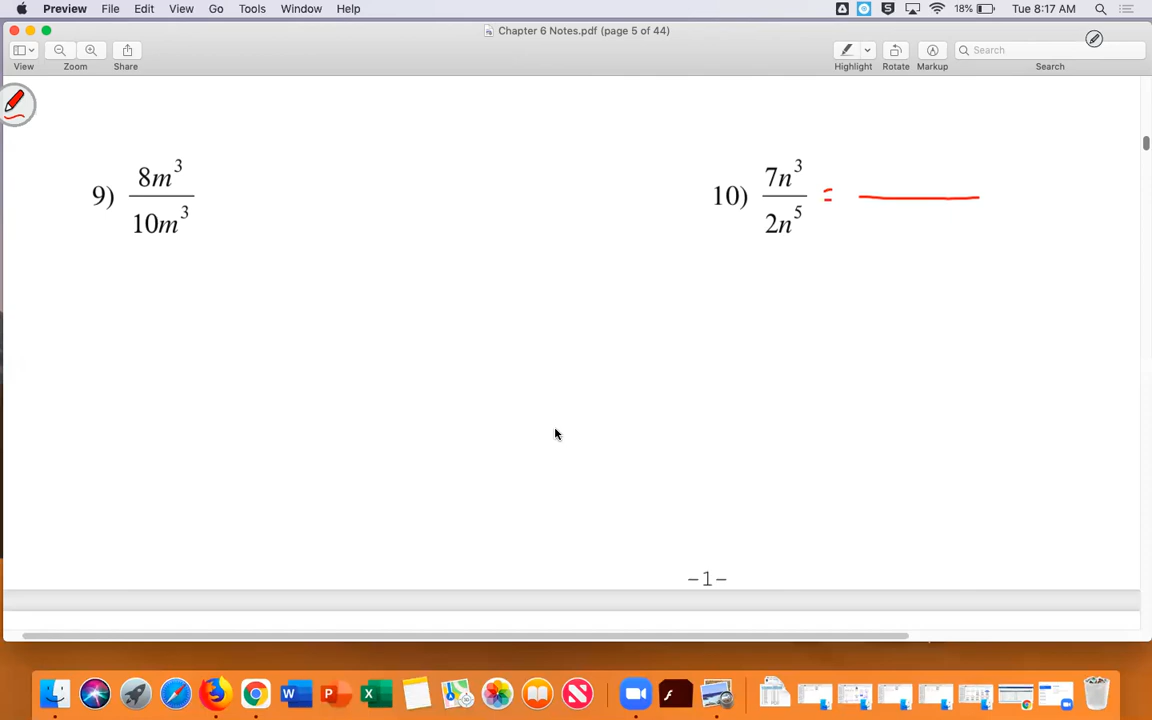 Preview File Edit View Go Tools Window Help 18% Tue 8:17 AM
Chapter 6 Notes.pdf (page 5 of 44)
Search
View Zoom Share Highlight Rotate Markup Search
9) 8m³/10m³
10) 7n³/2n⁵ =
-1-